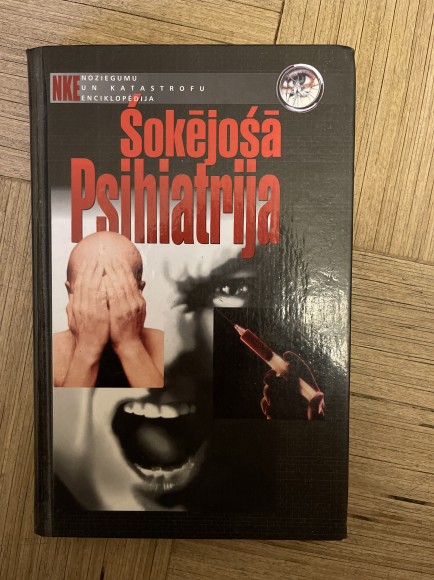 NKE
NOZIEGUMU
UN KATASTROFU
ENCIKLOPĒDIJA
Šokējošā
Psihiatrija